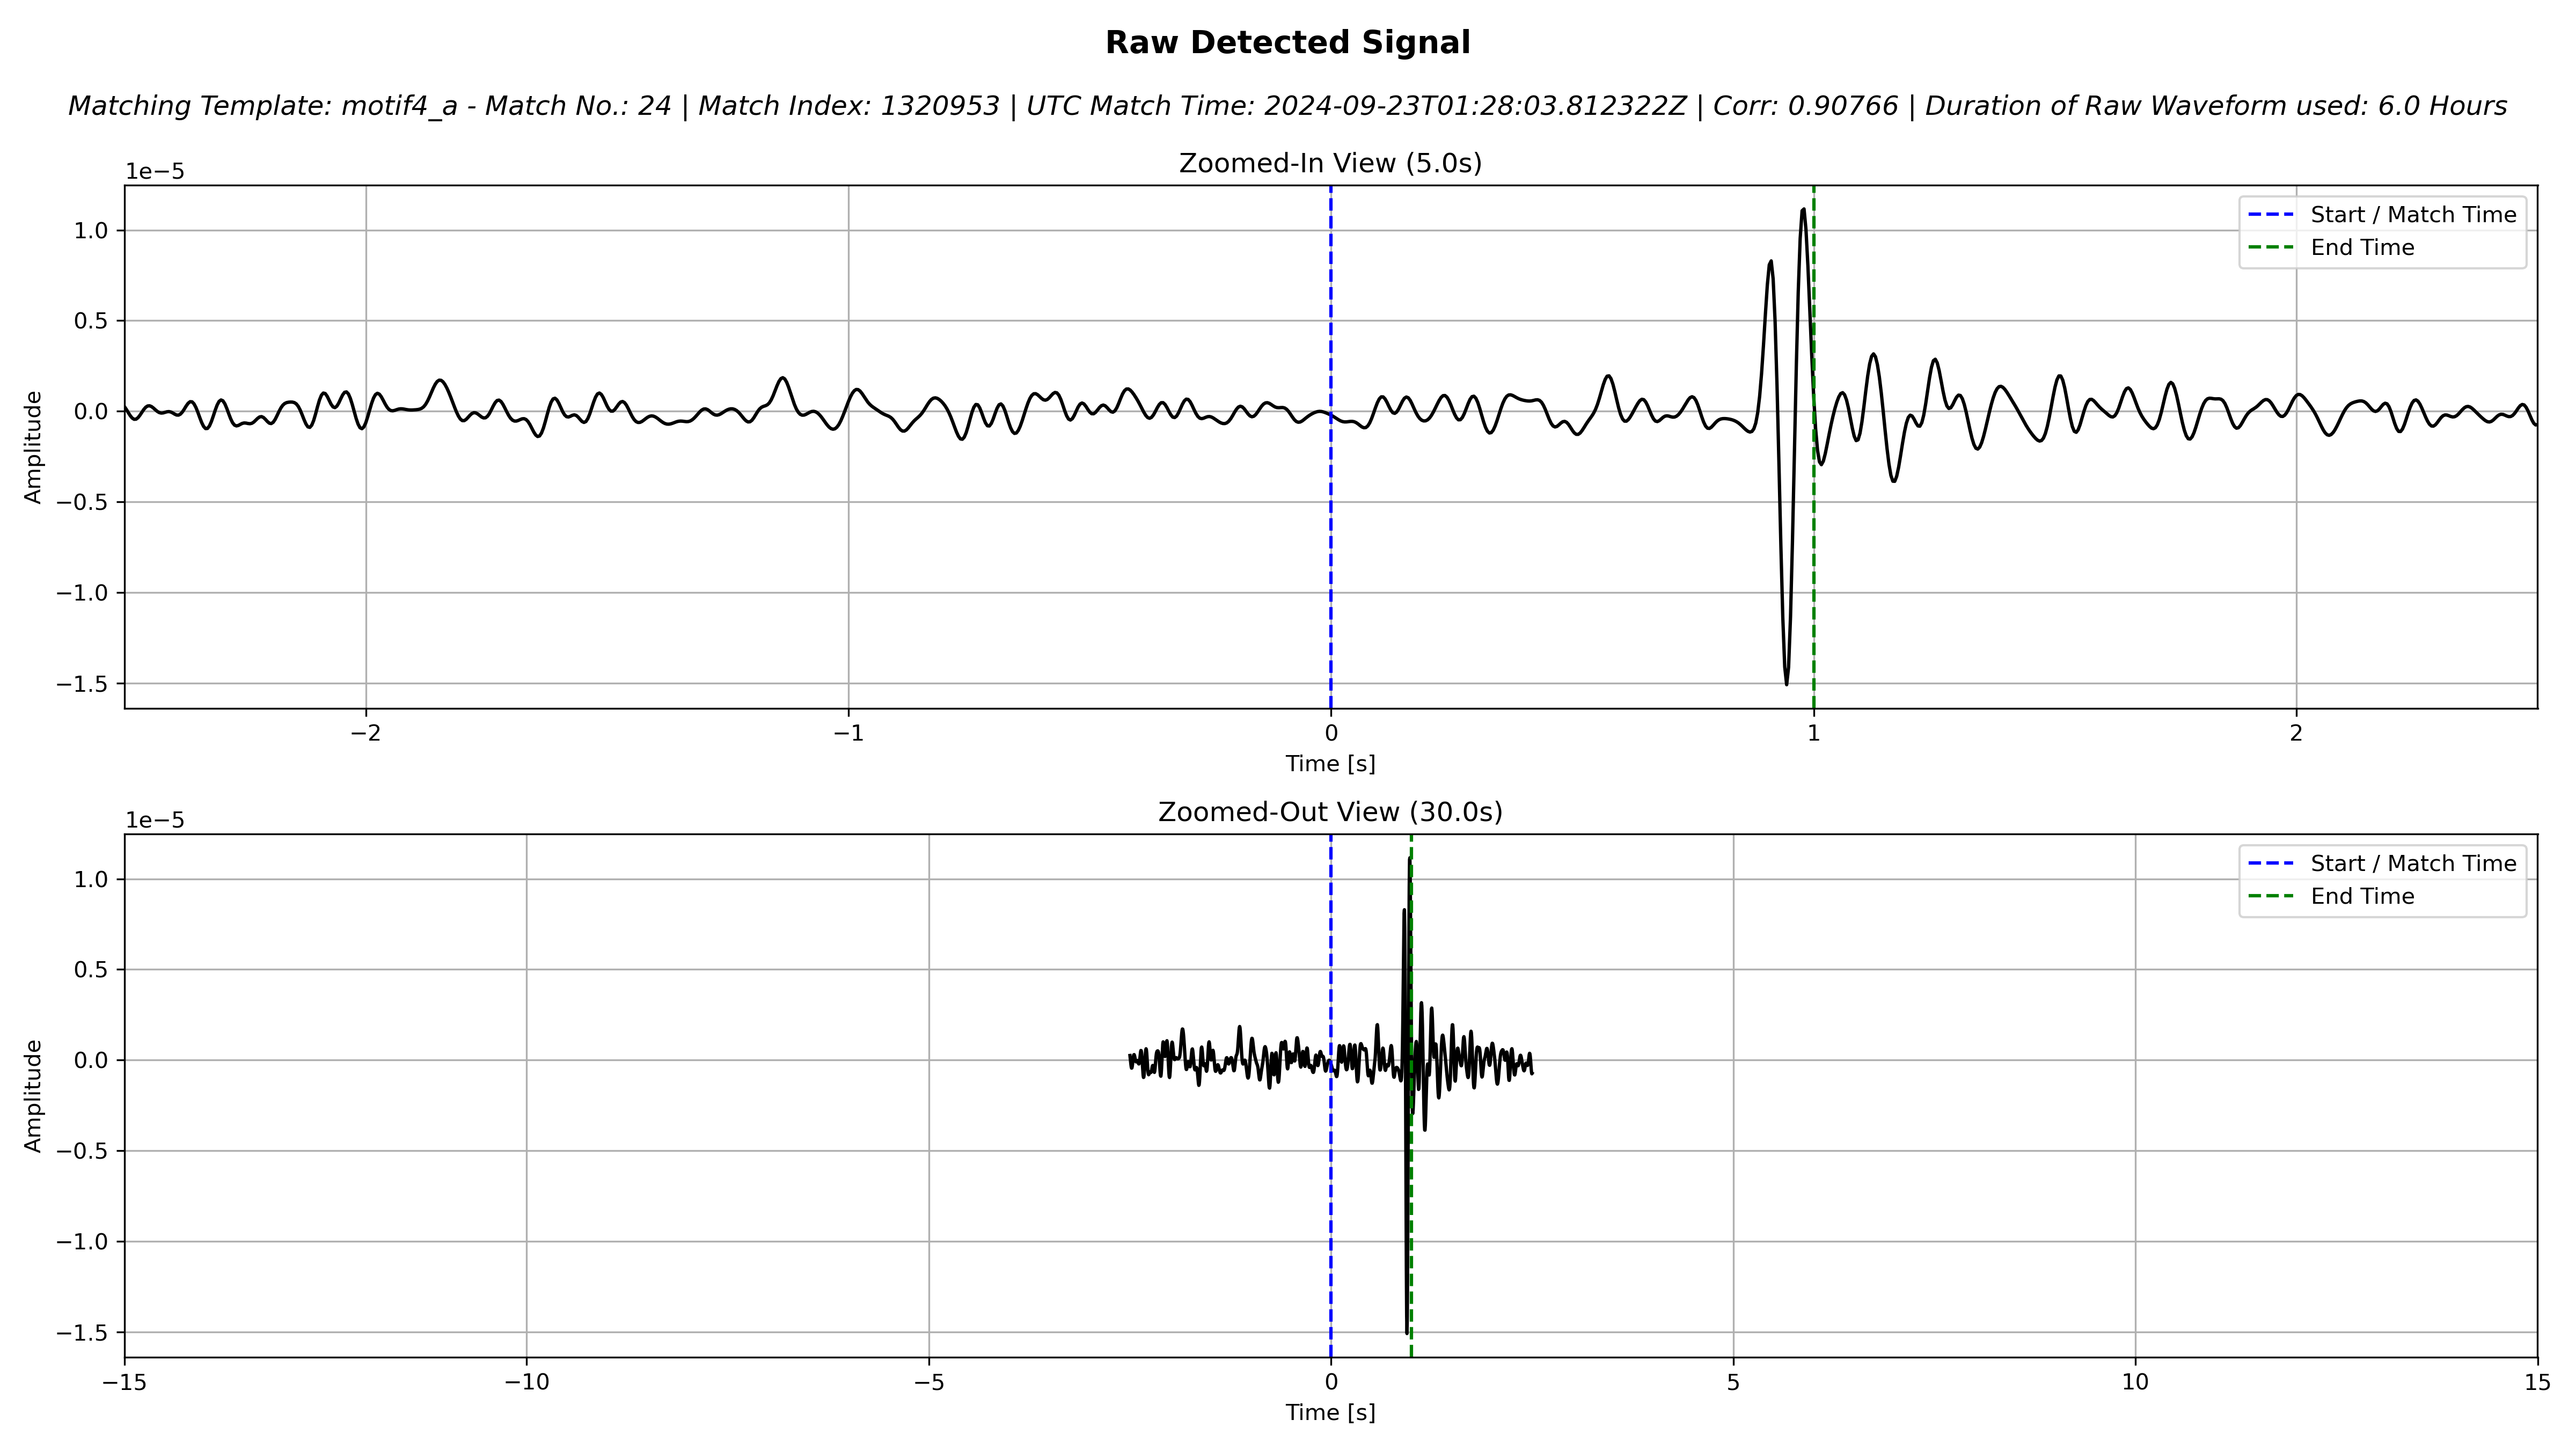 Raw Detected Signal
Matching Template: motif4_a - Match No.: 24 | Match Index: 1320953 | UTC Match Time: 2024-09-23T01:28:03.812322Z | Corr: 0.90766 | Duration of Raw Waveform used: 6.0 Hours
Zoomed-In View (5.0s)
1e−5
Start / Match Time
End Time
1.0
0.5
0.0
−0.5
−1.0
−1.5
Amplitude
−2
−1
0
1
2
Time [s]
Zoomed-Out View (30.0s)
1e−5
Start / Match Time
End Time
1.0
0.5
0.0
−0.5
−1.0
−1.5
Amplitude
−15
−10
−5
0
5
10
15
Time [s]